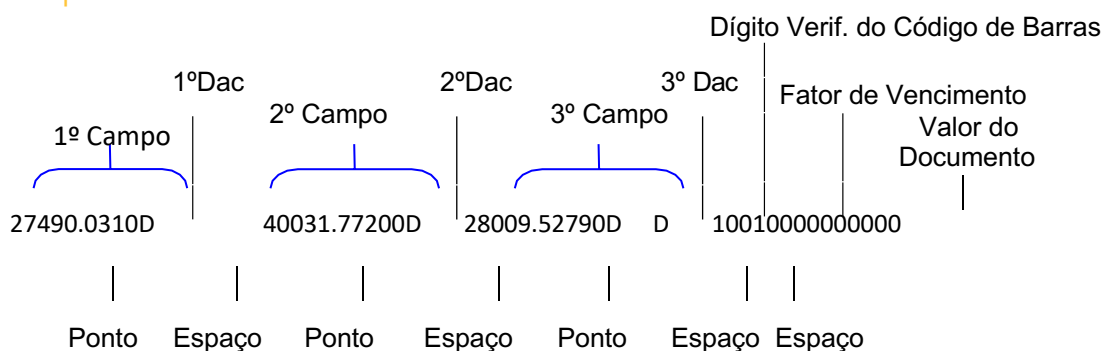 Dígito Verif. do Código de Barras
1ºDac 2ºDac 3º Dac Fator de Vencimento
1º Campo 2º Campo 3º Campo Valor do
Documento
27490.0310D 40031.77200D 28009.52790D D 10010000000000
Ponto Espaço Ponto Espaço Ponto Espaço Espaço